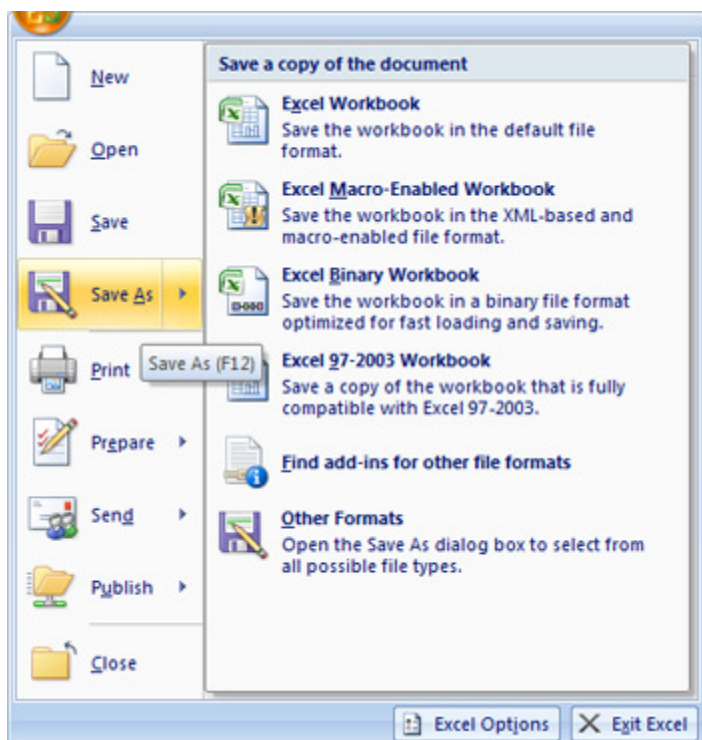 New
Open
Save
Save As
Print
Save As (F12)
Prepare
Send
Publish
Close
Save a copy of the document
Excel Workbook
Save the workbook in the default file
format.
Excel Macro-Enabled Workbook
Save the workbook in the XML-based and
macro-enabled file format.
Excel Binary Workbook
Save the workbook in a binary file format
optimized for fast loading and saving.
Excel 97-2003 Workbook
Save a copy of the workbook that is fully
compatible with Excel 97-2003.
Find add-ins for other file formats
Other Formats
Open the Save As dialog box to select from
all possible file types.
Excel Options
Exit Excel